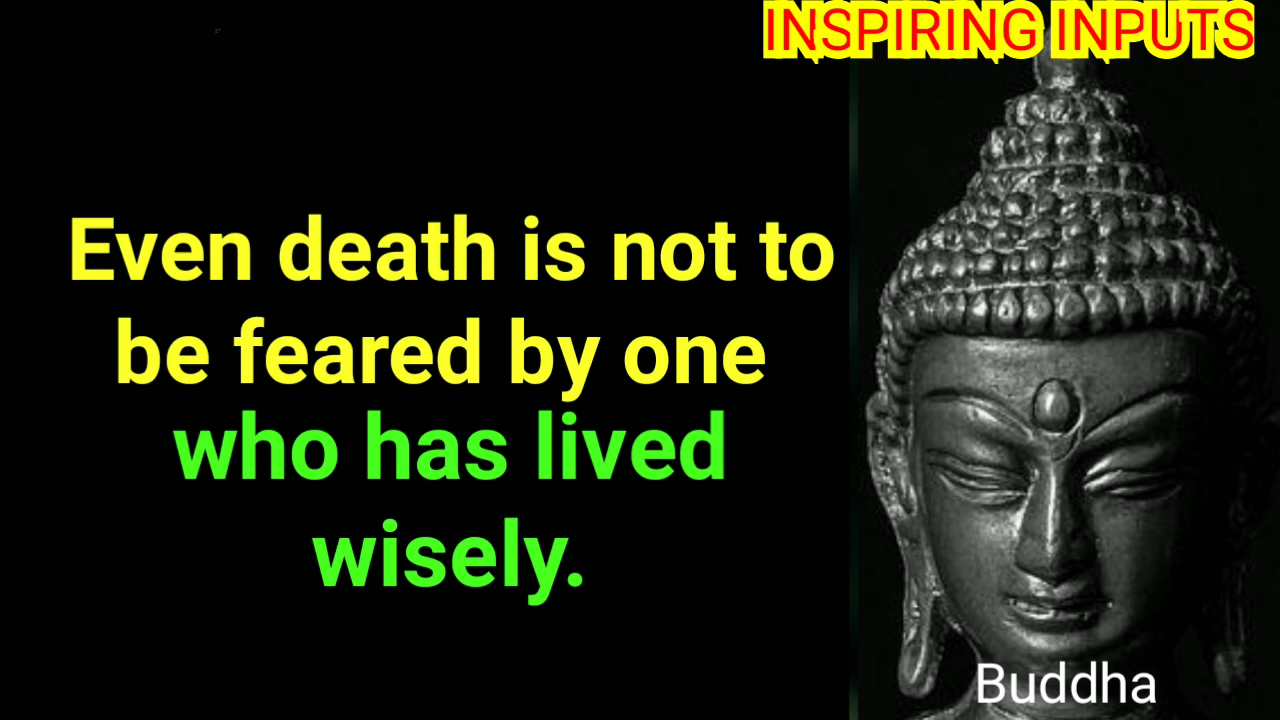 INSPIRING INPUTS
Even death is not to
be feared by one
who has lived
wisely.
Buddha